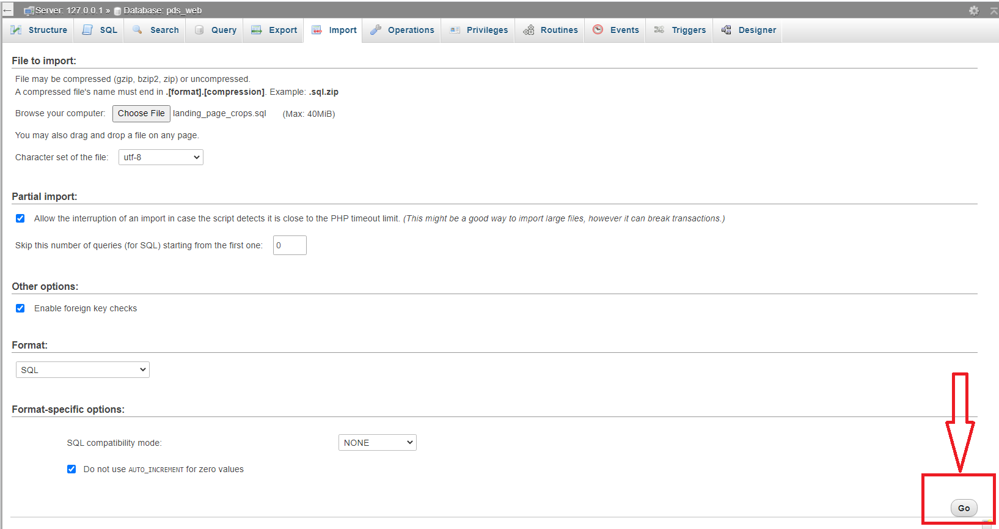 Server: 127.0.0.1 » Database: pds_web
Structure SQL Search Query Export Import Operations Privileges Routines Events Triggers Designer
File to import:
File may be compressed (gzip, bzip2, zip) or uncompressed.
A compressed file's name must end in .[format].[compression]. Example: .sql.zip
Browse your computer: Choose File landing_page_crops.sql (Max: 40MiB)
You may also drag and drop a file on any page.
Character set of the file: utf-8
Partial import:
Allow the interruption of an import in case the script detects it is close to the PHP timeout limit. (This might be a good way to import large files, however it can break transactions.)
Skip this number of queries (for SQL) starting from the first one: 0
Other options:
Enable foreign key checks
Format:
SQL
Format-specific options:
SQL compatibility mode: NONE
Do not use AUTO_INCREMENT for zero values
Go